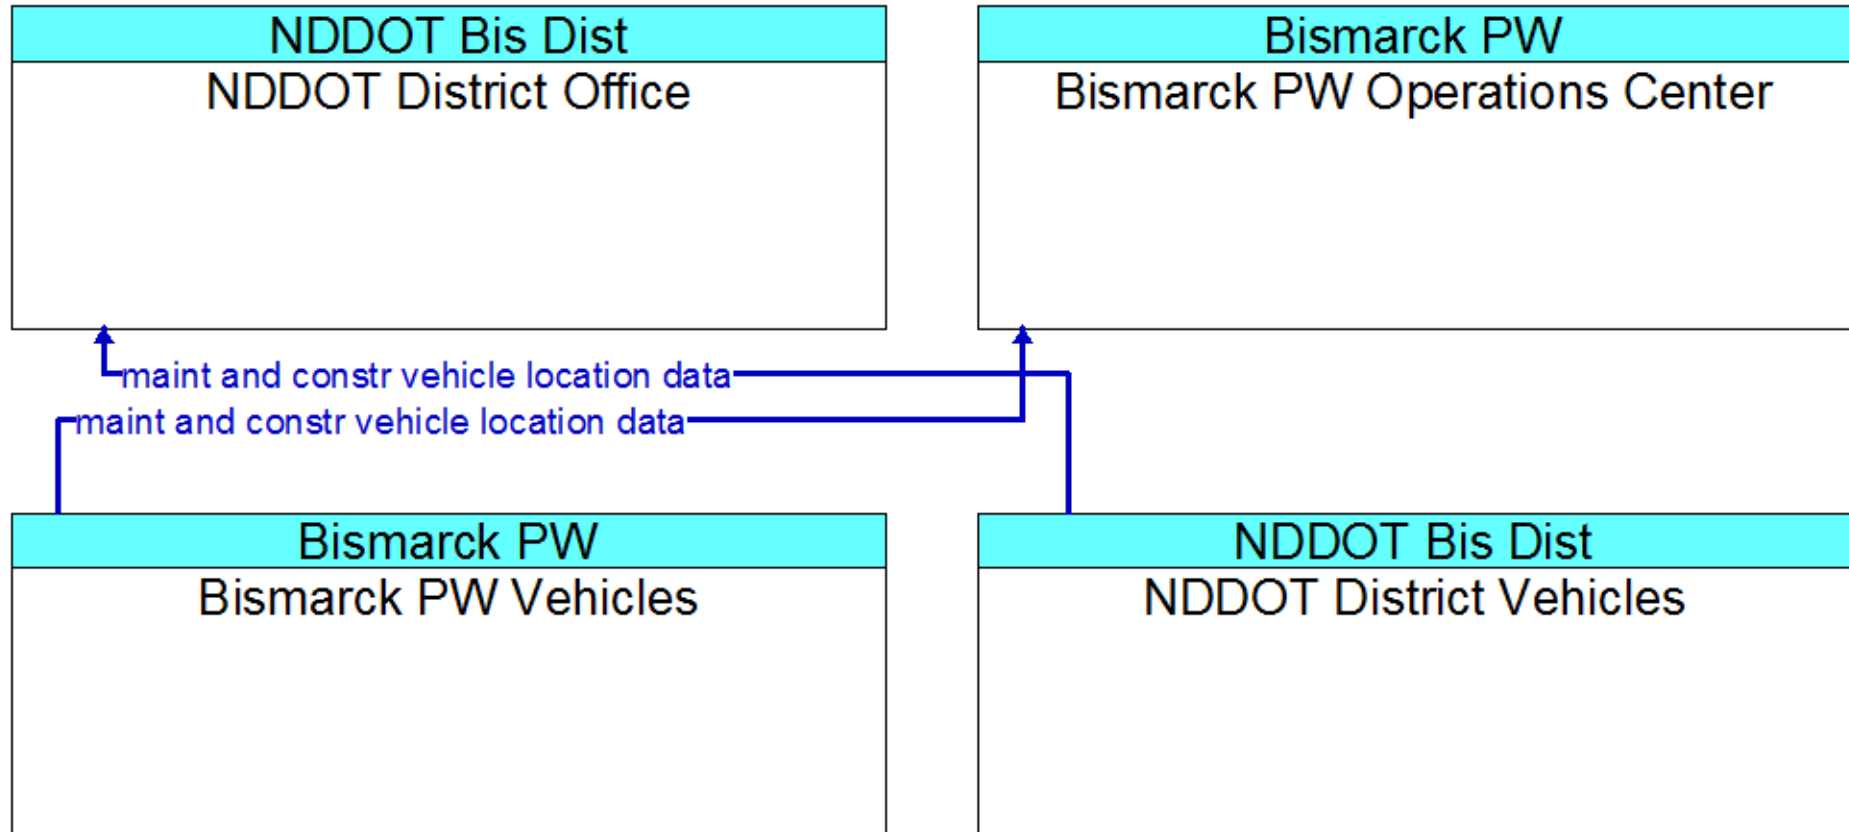 NDDOT Bis Dist
NDDOT District Office
Bismarck PW
Bismarck PW Operations Center
maint and constr vehicle location data
maint and constr vehicle location data
Bismarck PW
Bismarck PW Vehicles
NDDOT Bis Dist
NDDOT District Vehicles